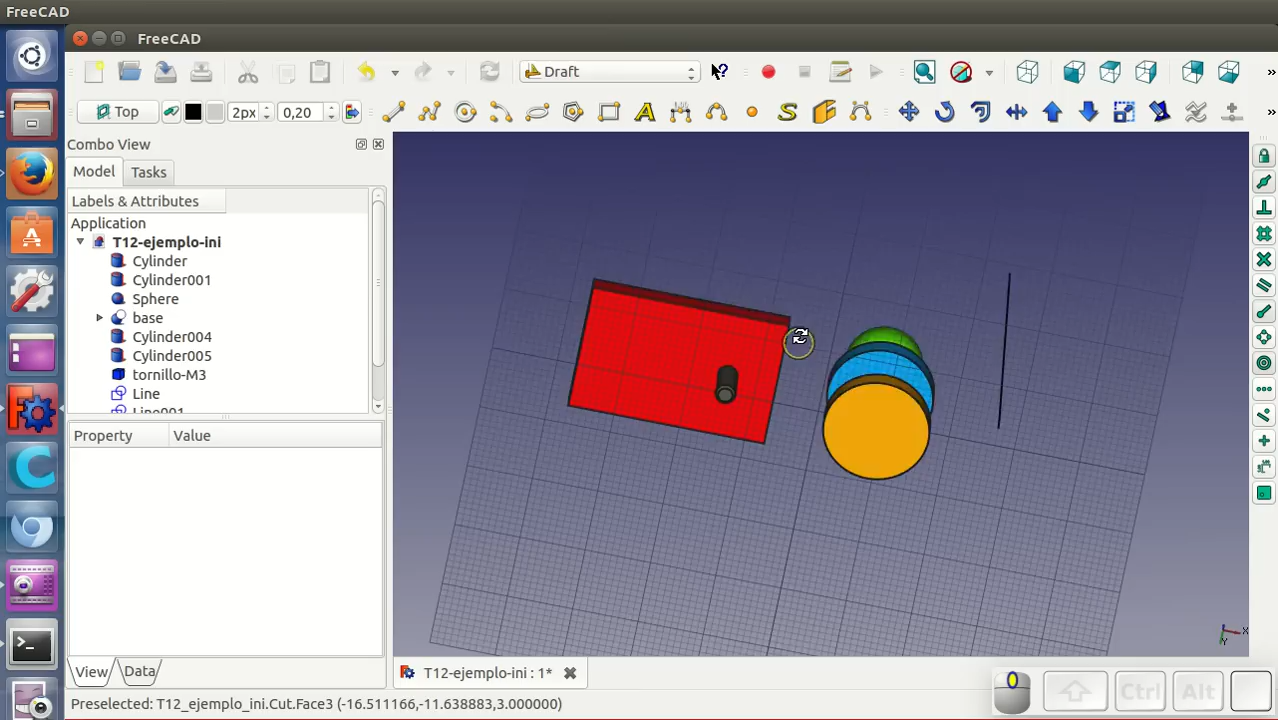 FreeCAD
FreeCAD
Draft
Top
2px
0,20
A
S
Combo View
Model
Tasks
Labels & Attributes
Application
T12-ejemplo-ini
Cylinder
Cylinder001
Sphere
base
Cylinder004
Cylinder005
tornillo-M3
Line
Line001
Property
Value
View
Data
T12-ejemplo-ini : 1*
Ctrl
Alt
X
Preselected: T12_ejemplo_ini.Cut.Face3 (-16.511166,-11.638883,3.000000)